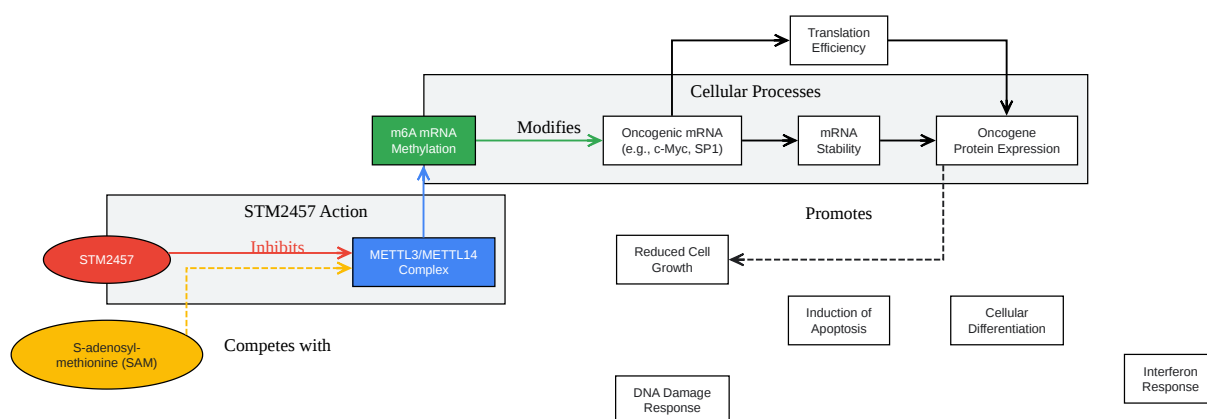 Translation
Efficiency
Cellular Processes
m6A mRNA
Methylation
Modifies
Oncogenic mRNA
(e.g., c-Myc, SP1)
mRNA
Stability
Oncogene
Protein Expression
STM2457 Action
Promotes
STM2457
Inhibits
METTL3/METTL14
Complex
Reduced Cell
Growth
Induction of
Apoptosis
Cellular
Differentiation
S-adenosyl-
methionine (SAM)
Competes with
Interferon
Response
DNA Damage
Response